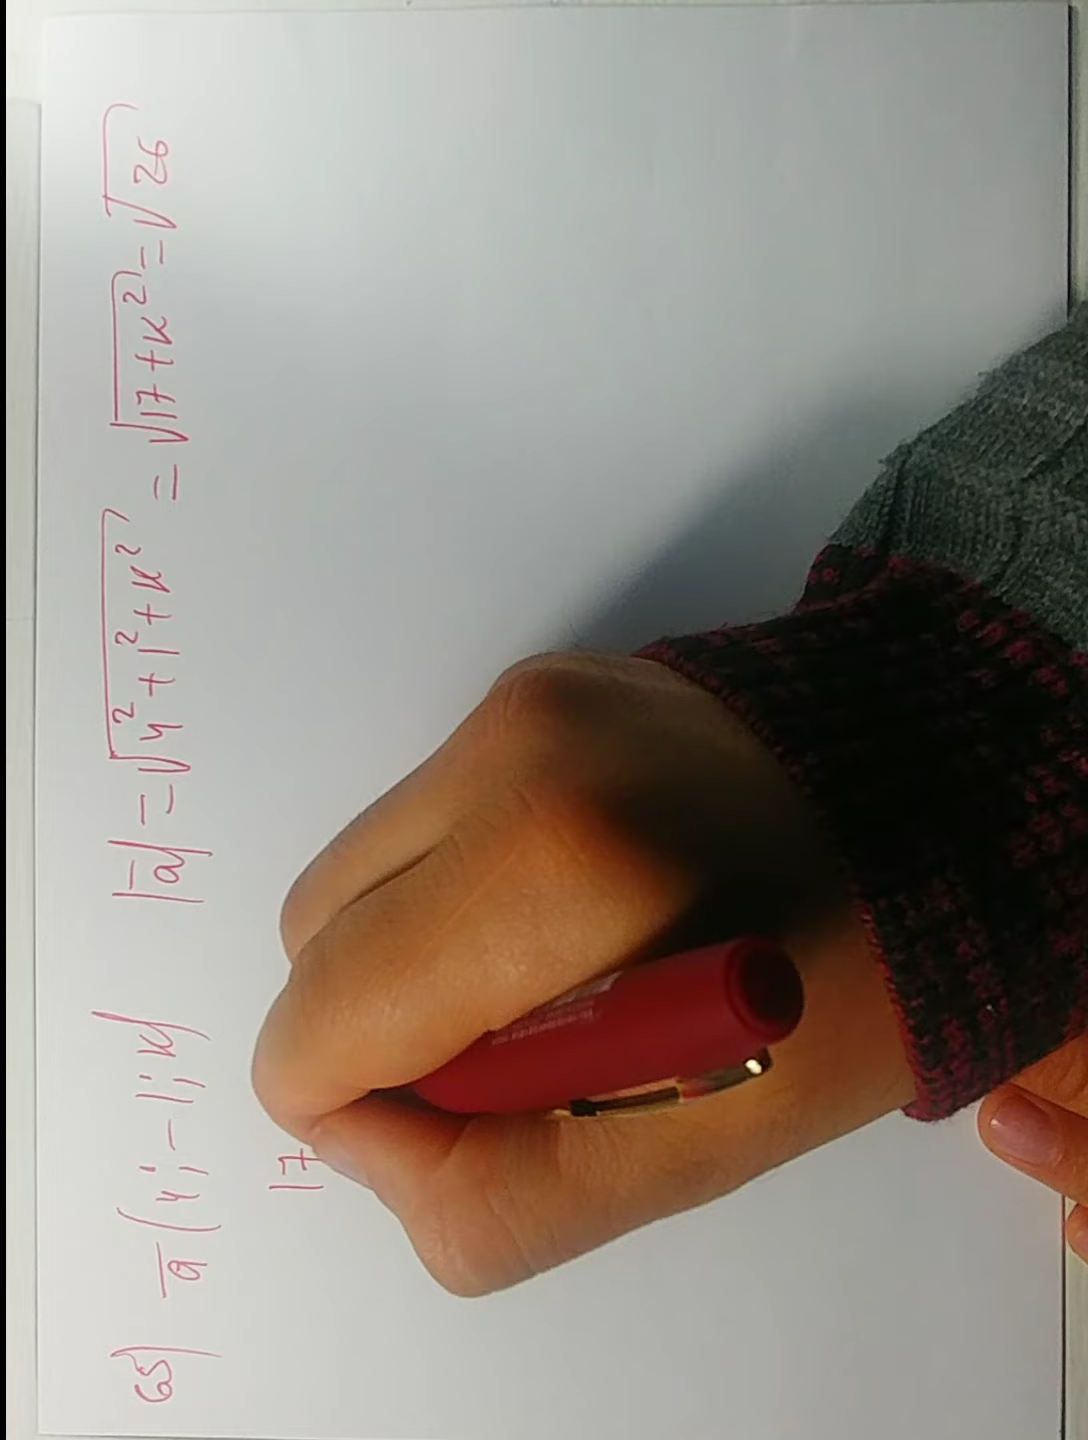 65) a̅ (4; -1; k) |a̅| = √4² + 1² + k² = √17 + k² = √26
17